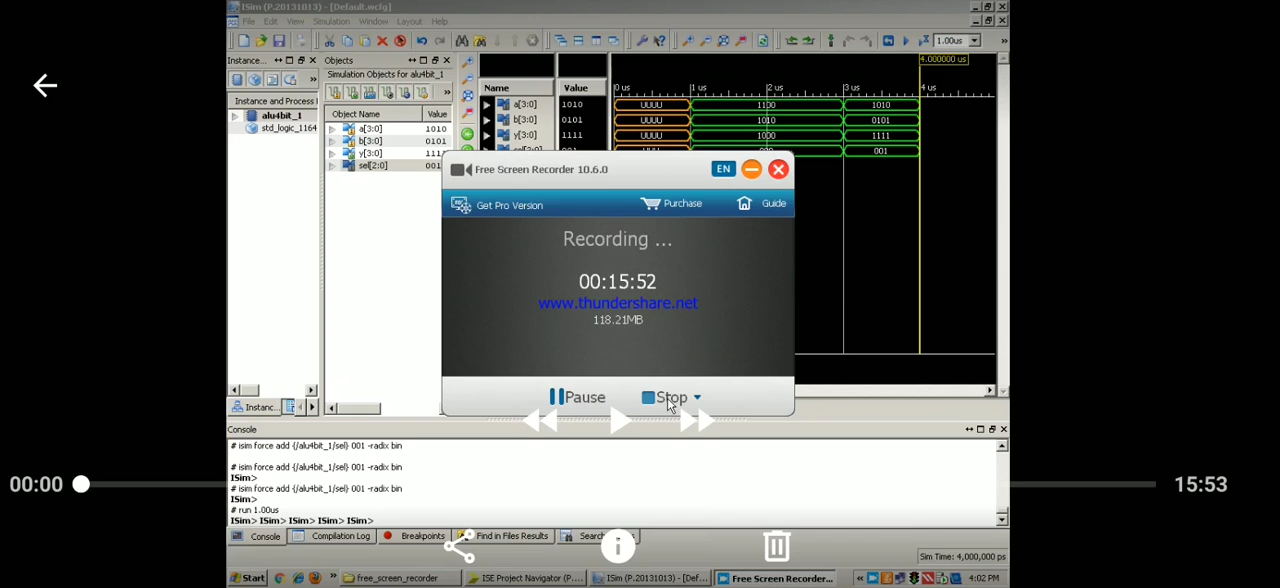 ISim (P.20131013) - [Default.wcfg]
File Edit View Simulation Window Layout Help
1.00us
Instance...
Objects
Simulation Objects for alu4bit_1
Instance and Process
alu4bit_1
std_logic_1164
Object Name Value
a[3:0] 1010
b[3:0] 0101
y[3:0] 111
sel[2:0] 001
Name Value
a[3:0] 1010
b[3:0] 0101
y[3:0] 1111
4.000000 us
0 us 1 us 2 us 3 us 4 us
UUUU 1100 1010
UUUU 1010 0101
UUUU 1000 1111
UUU 000 001
Free Screen Recorder 10.6.0
EN
Get Pro Version Purchase Guide
Recording ...
00:15:52
www.thundershare.net
118.21MB
Pause Stop
Instanc...
Console
# isim force add {/alu4bit_1/sel} 001 -radix bin
# isim force add {/alu4bit_1/sel} 001 -radix bin
ISim>
# isim force add {/alu4bit_1/sel} 001 -radix bin
ISim>
# run 1.00us
ISim> ISim> ISim> ISim> ISim>
00:00 15:53
Console Compilation Log Breakpoints Find in Files Results Search
Sim Time: 4,000,000 ps
Start free_screen_recorder ISE Project Navigator (P.... ISim (P.20131013) - [Def... Free Screen Recorder... 4:02 PM